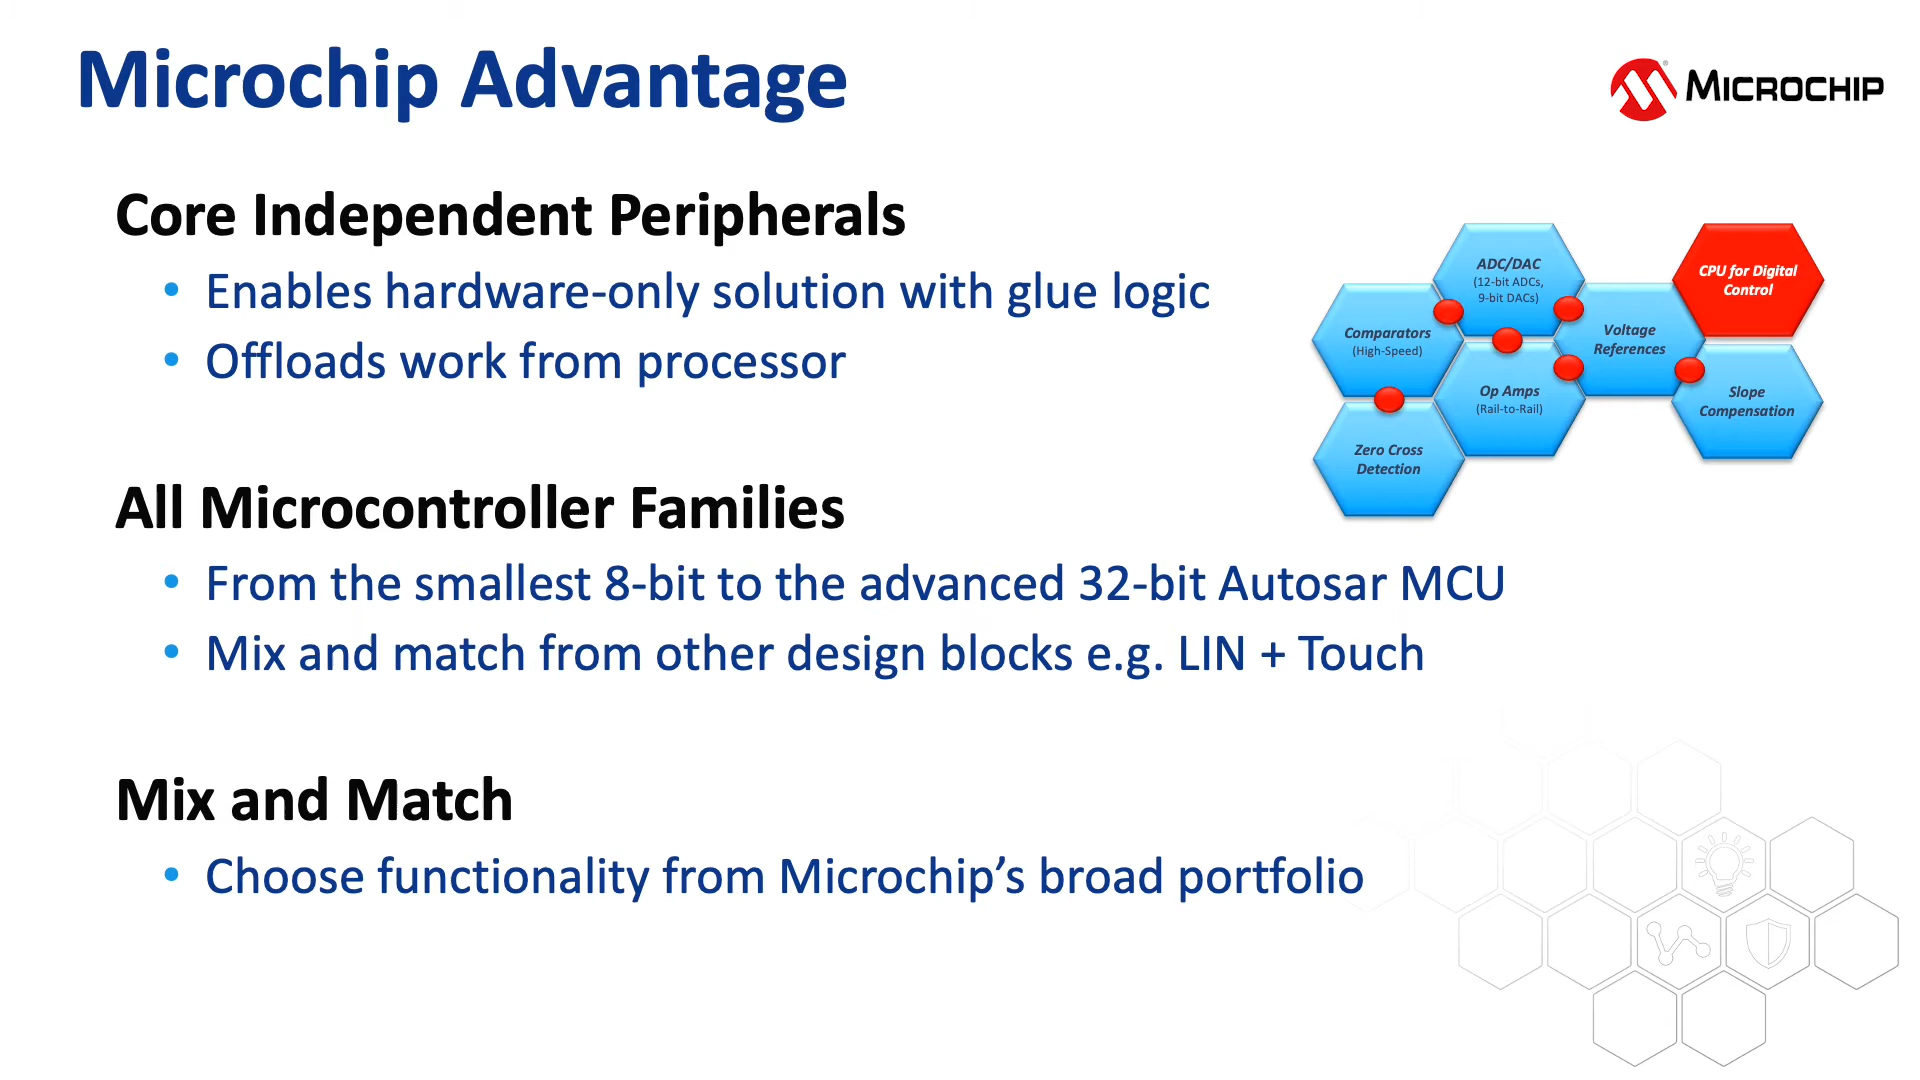 Microchip Advantage
MICROCHIP
Core Independent Peripherals
• Enables hardware-only solution with glue logic
• Offloads work from processor
ADC/DAC
(12-bit ADCs,
9-bit DACs)
CPU for Digital
Control
Comparators
(High-Speed)
Voltage
References
Op Amps
(Rail-to-Rail)
Slope
Compensation
Zero Cross
Detection
All Microcontroller Families
• From the smallest 8-bit to the advanced 32-bit Autosar MCU
• Mix and match from other design blocks e.g. LIN + Touch
Mix and Match
• Choose functionality from Microchip’s broad portfolio